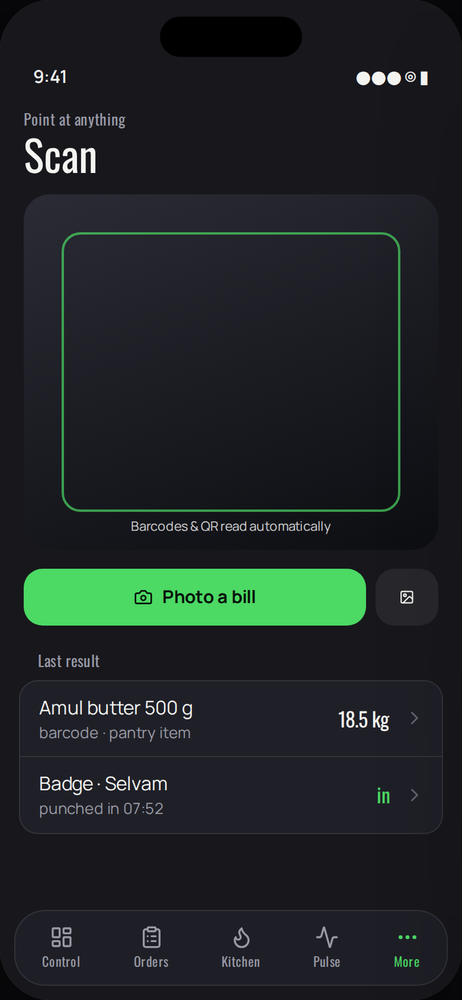 9:41
Point at anything
Scan
Barcodes & QR read automatically
Photo a bill
Last result
Amul butter 500 g
18.5 kg
barcode · pantry item
Badge · Selvam
in
punched in 07:52
Control Orders Kitchen Pulse More